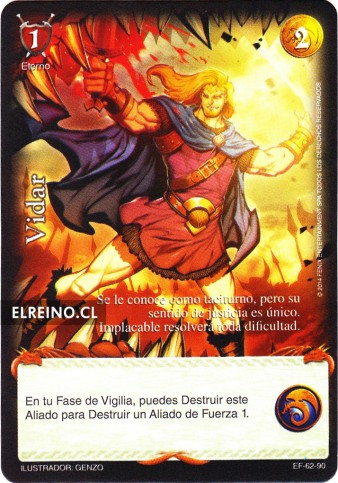 1
2
Eterno
Vidar
© 2014 FENIX ENTERTAINMENT SPA TODOS LOS DERECHOS RESERVADOS
Se le conoce como taciturno, pero su
sentido de justicia es único.
Implacable resolverá toda dificultad.
ELREINO.CL
En tu Fase de Vigilia, puedes Destruir este
Aliado para Destruir un Aliado de Fuerza 1.
ILUSTRADOR: GENZO
EF-62-90